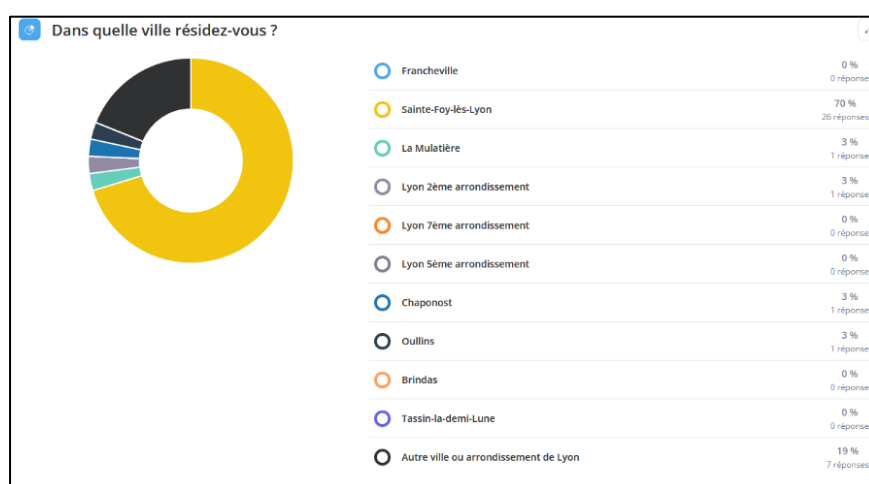 Dans quelle ville résidez-vous ?
Francheville
0 %
0 réponse
Sainte-Foy-lès-Lyon
70 %
26 réponses
La Mulatière
3 %
1 réponse
Lyon 2ème arrondissement
3 %
1 réponse
Lyon 7ème arrondissement
0 %
0 réponse
Lyon 5ème arrondissement
0 %
0 réponse
Chaponost
3 %
1 réponse
Oullins
3 %
1 réponse
Brindas
0 %
0 réponse
Tassin-la-demi-Lune
0 %
0 réponse
Autre ville ou arrondissement de Lyon
19 %
7 réponses